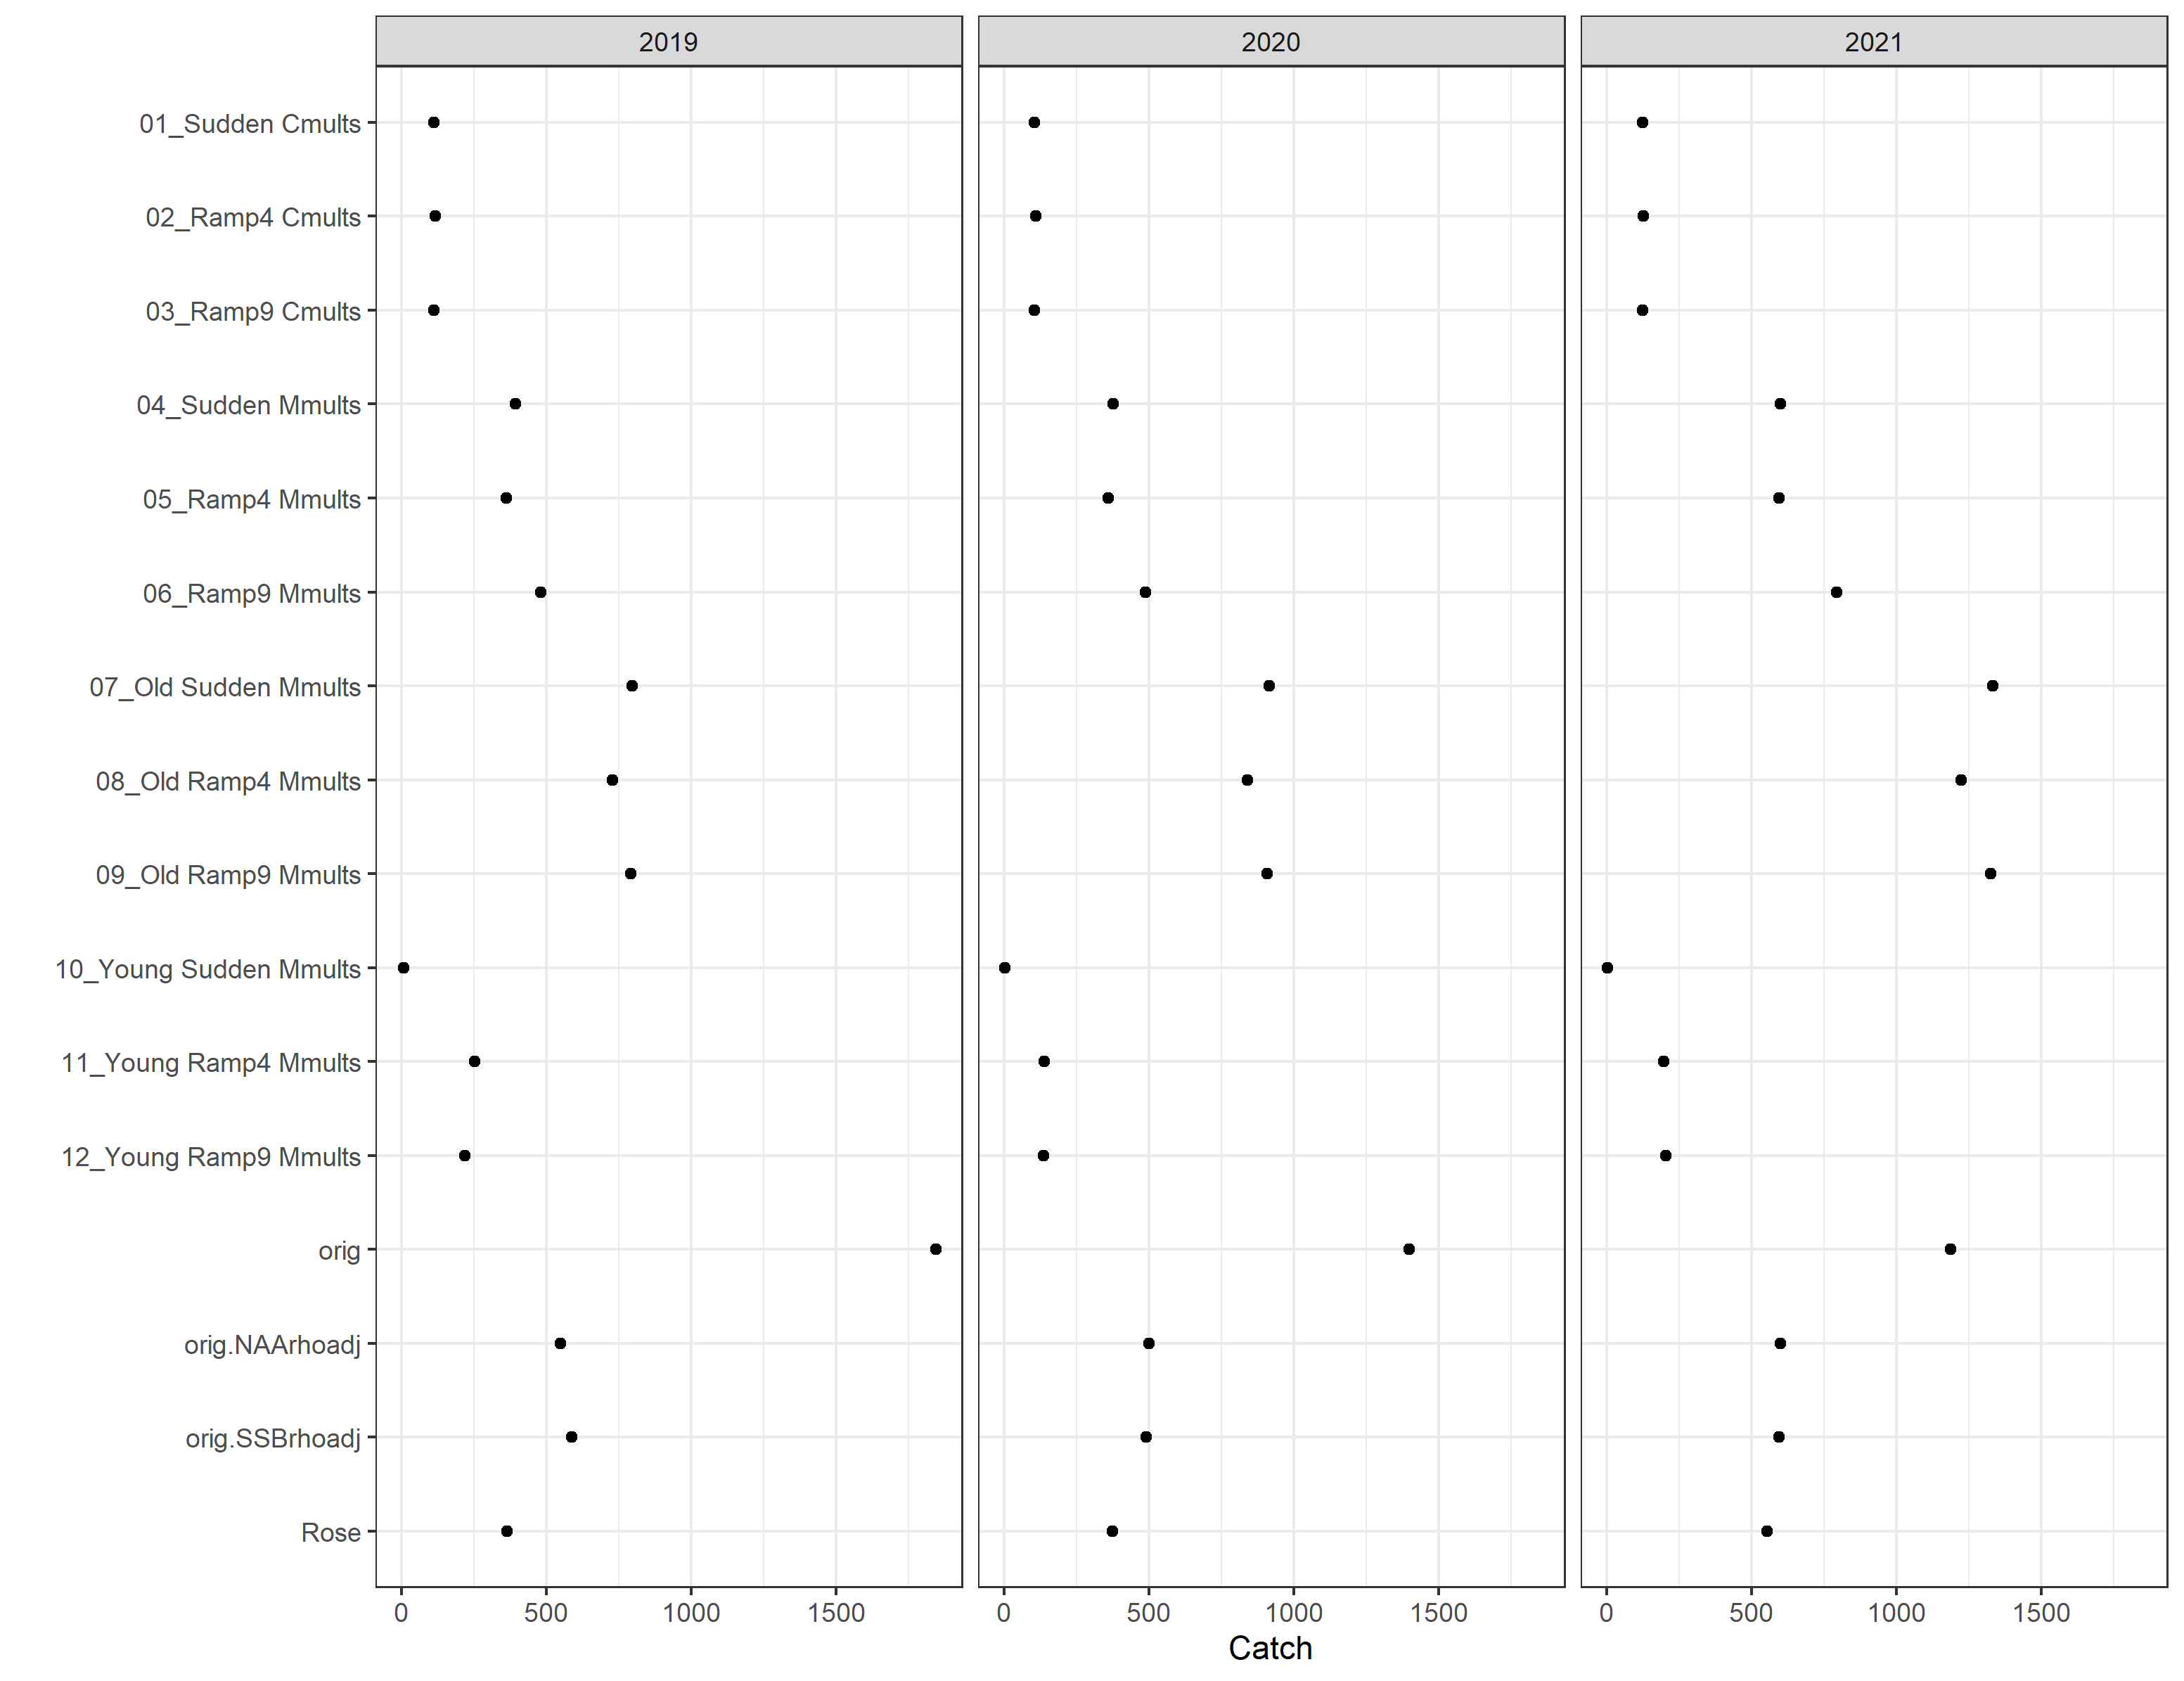 2019 2020 2021
01_Sudden Cmults
02_Ramp4 Cmults
03_Ramp9 Cmults
04_Sudden Mmults
05_Ramp4 Mmults
06_Ramp9 Mmults
07_Old Sudden Mmults
08_Old Ramp4 Mmults
09_Old Ramp9 Mmults
10_Young Sudden Mmults
11_Young Ramp4 Mmults
12_Young Ramp9 Mmults
orig
orig.NAArhoadj
orig.SSBrhoadj
Rose
0 500 1000 1500 0 500 1000 1500 0 500 1000 1500
Catch